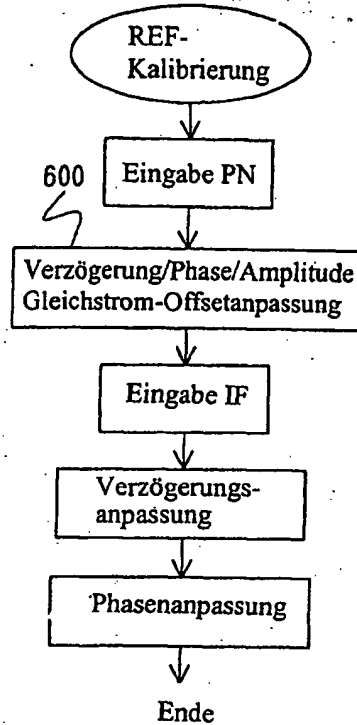 REF-
Kalibrierung
600
Eingabe PN
Verzögerung/Phase/Amplitude
Gleichstrom-Offsetanpassung
Eingabe IF
Verzögerungs-
anpassung
Phasenanpassung
Ende